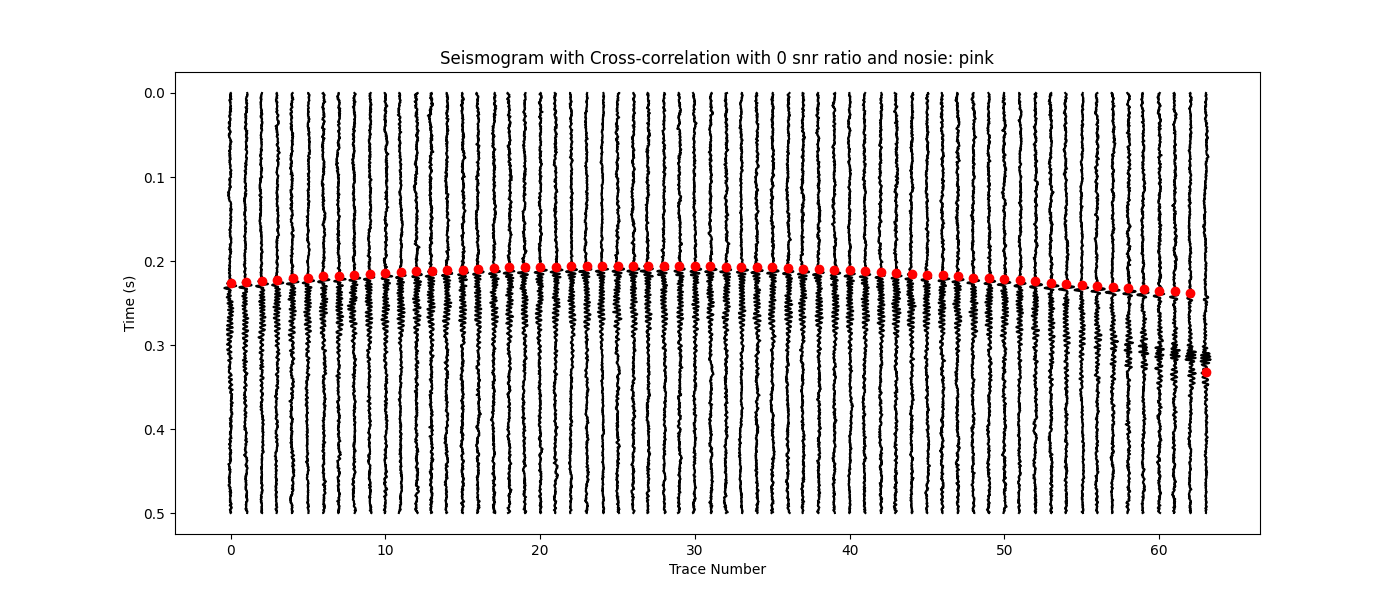 Seismogram with Cross-correlation with 0 snr ratio and nosie: pink
0.0
0.1
0.2
0.3
0.4
0.5
Time (s)
0 10 20 30 40 50 60
Trace Number